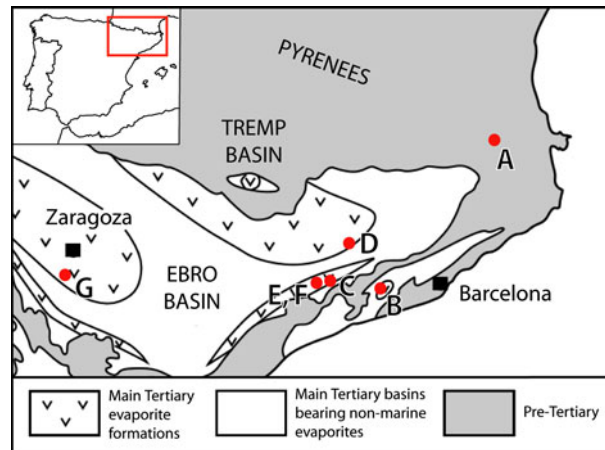 PYRENEES
TREMP
BASIN
A
Zaragoza
D
G
EBRO
BASIN
E, F
C
B
Barcelona
Main Tertiary
evaporite
formations
Main Tertiary basins
bearing non-marine
evaporites
Pre-Tertiary